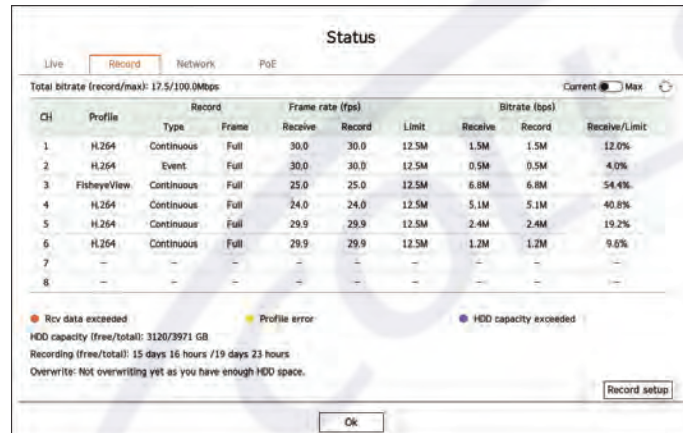 Status
Live Record Network PoE
Total bitrate (record/max): 17.5/100.0Mbps Current Max
CH Profile Record Frame rate (fps) Bitrate (bps)
Type Frame Receive Record Limit Receive Record Receive/Limit
1 H.264 Continuous Full 30.0 30.0 12.5M 1.5M 1.5M 12.0%
2 H.264 Event Full 30.0 30.0 12.5M 0.5M 0.5M 4.0%
3 FisheyeView Continuous Full 25.0 25.0 12.5M 6.8M 6.8M 54.4%
4 H.264 Continuous Full 24.0 24.0 12.5M 5.1M 5.1M 40.8%
5 H.264 Continuous Full 29.9 29.9 12.5M 2.4M 2.4M 19.2%
6 H.264 Continuous Full 29.9 29.9 12.5M 1.2M 1.2M 9.6%
7 – – – – – – – – –
8 – – – – – – – – –
Rcv data exceeded Profile error HDD capacity exceeded
HDD capacity (free/total): 3120/3971 GB
Recording (free/total): 15 days 16 hours /19 days 23 hours
Overwrite: Not overwriting yet as you have enough HDD space.
Record setup
Ok